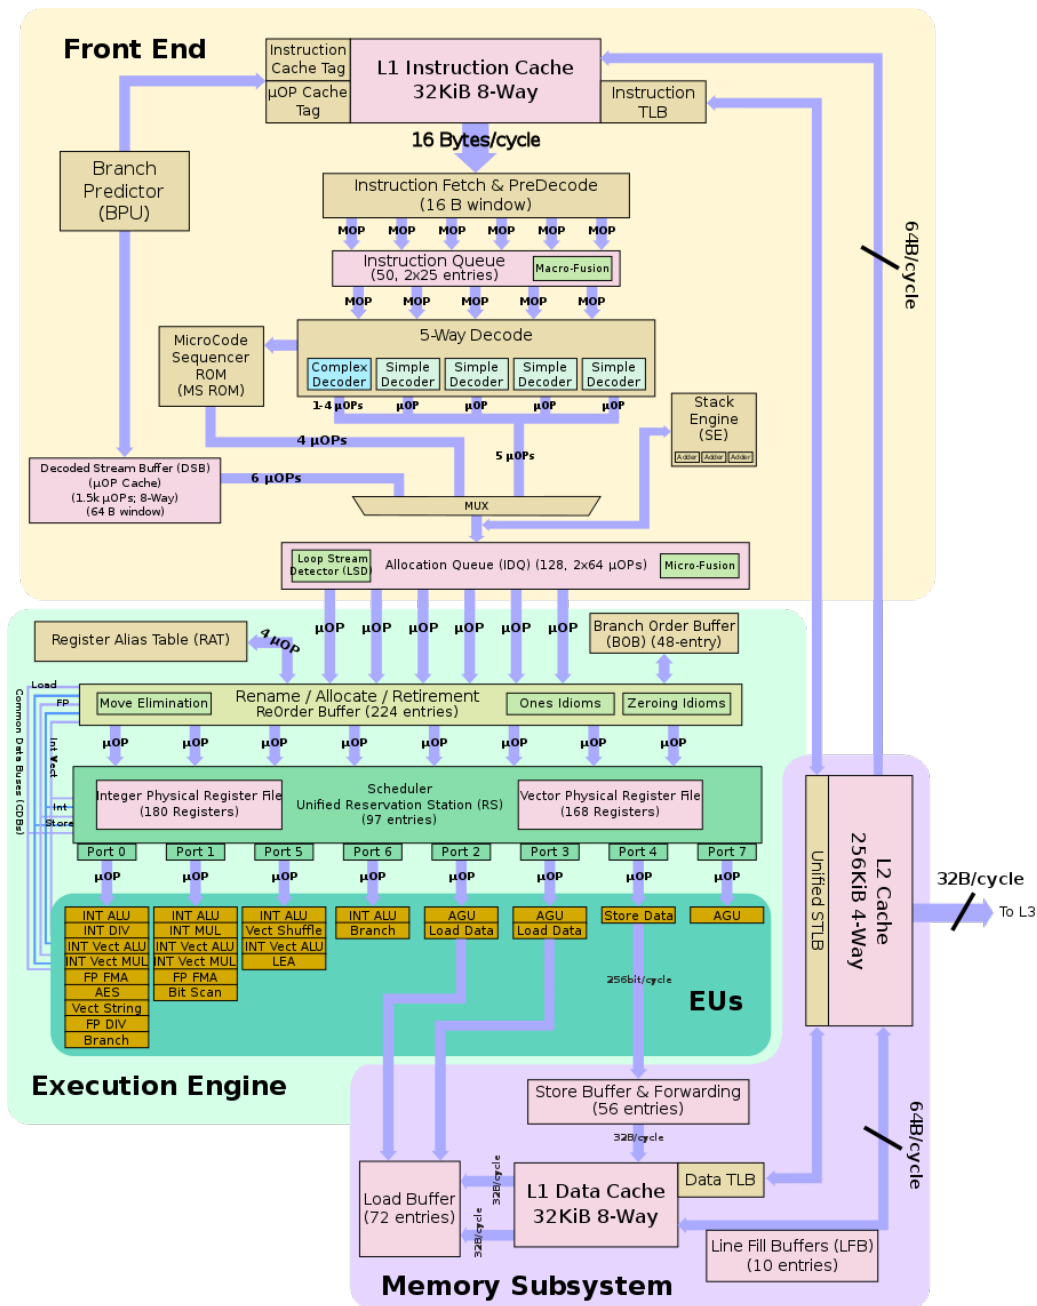 Front End
Instruction
Cache Tag
µOP Cache
Tag
L1 Instruction Cache
32KiB 8-Way
Instruction
TLB
16 Bytes/cycle
Branch
Predictor
(BPU)
Instruction Fetch & PreDecode
(16 B window)
MOP MOP MOP MOP MOP MOP
Instruction Queue
(50, 2x25 entries)
Macro-Fusion
64B/cycle
MOP MOP MOP MOP MOP
5-Way Decode
MicroCode
Sequencer
ROM
(MS ROM)
Complex
Decoder
Simple
Decoder
Simple
Decoder
Simple
Decoder
Simple
Decoder
1-4 µOPs µOP µOP µOP µOP
Stack
Engine
(SE)
Adder Adder Adder
4 µOPs
5 µOPs
Decoded Stream Buffer (DSB)
(µOP Cache)
(1.5k µOPs; 8-Way)
(64 B window)
6 µOPs
MUX
Loop Stream
Detector (LSD)
Allocation Queue (IDQ) (128, 2x64 µOPs)
Micro-Fusion
µOP µOP µOP µOP µOP µOP
Register Alias Table (RAT)
4 µOP
Branch Order Buffer
(BOB) (48-entry)
Load
FP
Common Data Buses (CDBs)
Int Vect
Int
Store
Move Elimination
Rename / Allocate / Retirement
ReOrder Buffer (224 entries)
Ones Idioms
Zeroing Idioms
µOP µOP µOP µOP µOP µOP µOP µOP
Integer Physical Register File
(180 Registers)
Scheduler
Unified Reservation Station (RS)
(97 entries)
Vector Physical Register File
(168 Registers)
Port 0 Port 1 Port 5 Port 6 Port 2 Port 3 Port 4 Port 7
µOP µOP µOP µOP µOP µOP µOP µOP
INT ALU
INT DIV
INT Vect ALU
INT Vect MUL
FP FMA
AES
Vect String
FP DIV
Branch
INT ALU
INT MUL
INT Vect ALU
INT Vect MUL
FP FMA
Bit Scan
INT ALU
Vect Shuffle
INT Vect ALU
LEA
INT ALU
Branch
AGU
Load Data
AGU
Load Data
Store Data
AGU
256bit/cycle
EUs
Execution Engine
Unified STLB
L2 Cache
256KiB 4-Way
32B/cycle
To L3
Store Buffer & Forwarding
(56 entries)
32B/cycle
64B/cycle
Load Buffer
(72 entries)
32B/cycle
32B/cycle
L1 Data Cache
32KiB 8-Way
Data TLB
Line Fill Buffers (LFB)
(10 entries)
Memory Subsystem